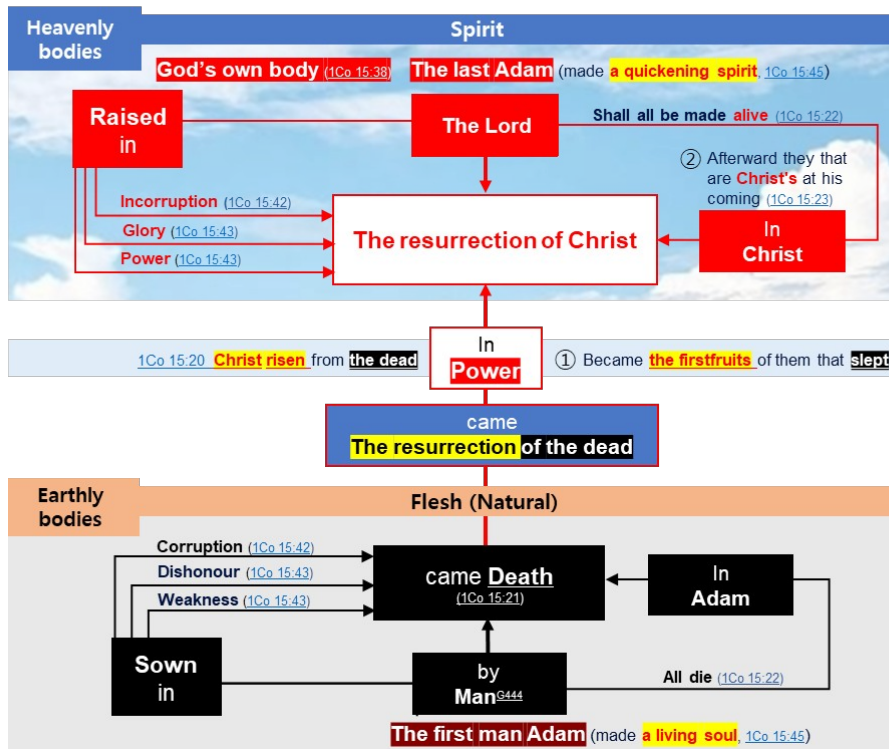 Heavenly
bodies
Spirit
God's own body (1Co 15:38) The last Adam (made a quickening spirit, 1Co 15:45)
Raised
in
The Lord
Shall all be made alive (1Co 15:22)
② Afterward they that
are Christ's at his
coming (1Co 15:23)
Incorruption (1Co 15:42)
Glory (1Co 15:43)
Power (1Co 15:43)
The resurrection of Christ
In
Christ
1Co 15:20 Christ risen from the dead
In
Power
① Became the firstfruits of them that slept
came
The resurrection of the dead
Earthly
bodies
Flesh (Natural)
Corruption (1Co 15:42)
Dishonour (1Co 15:43)
Weakness (1Co 15:43)
came Death
(1Co 15:21)
In
Adam
Sown
in
by
ManG444
All die (1Co 15:22)
The first man Adam (made a living soul, 1Co 15:45)